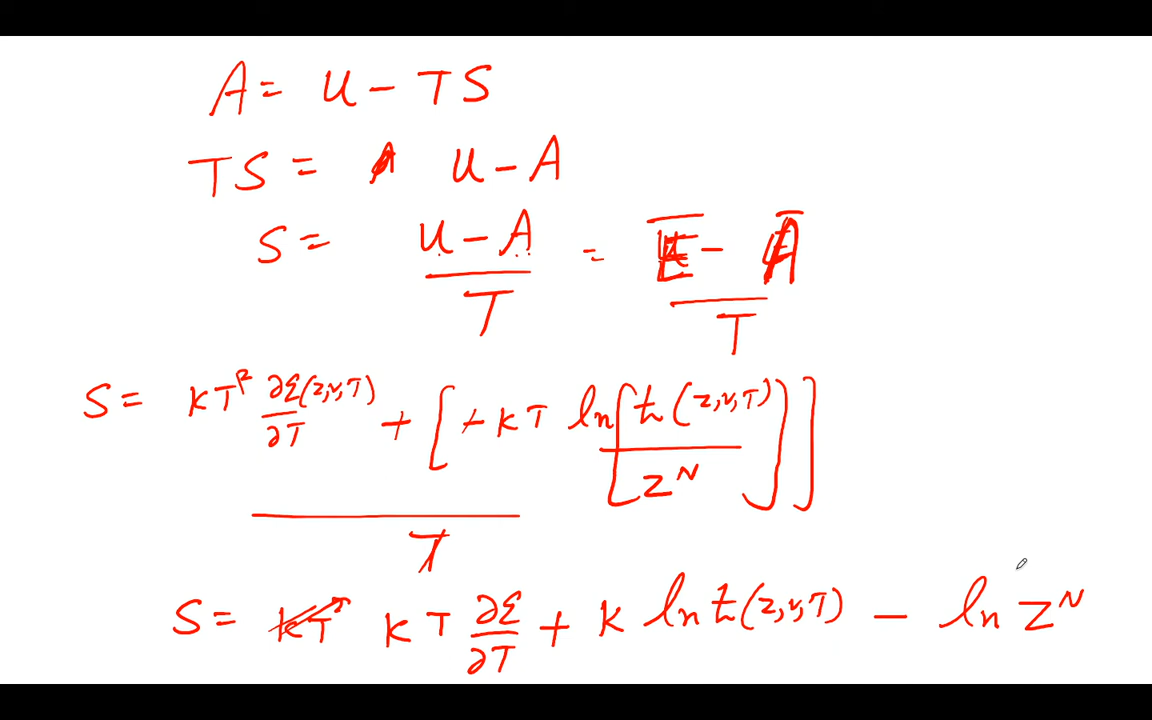 A = U - TS
TS = U - A
S = U - A / T = E - A / T
S = KT² ∂Σ(z,v,T)/∂T + [+KT ln[ (z,v,T) / z^N ]] / T
S = KT² KT ∂Σ/∂T + K ln (z,v,T) - ln z^N